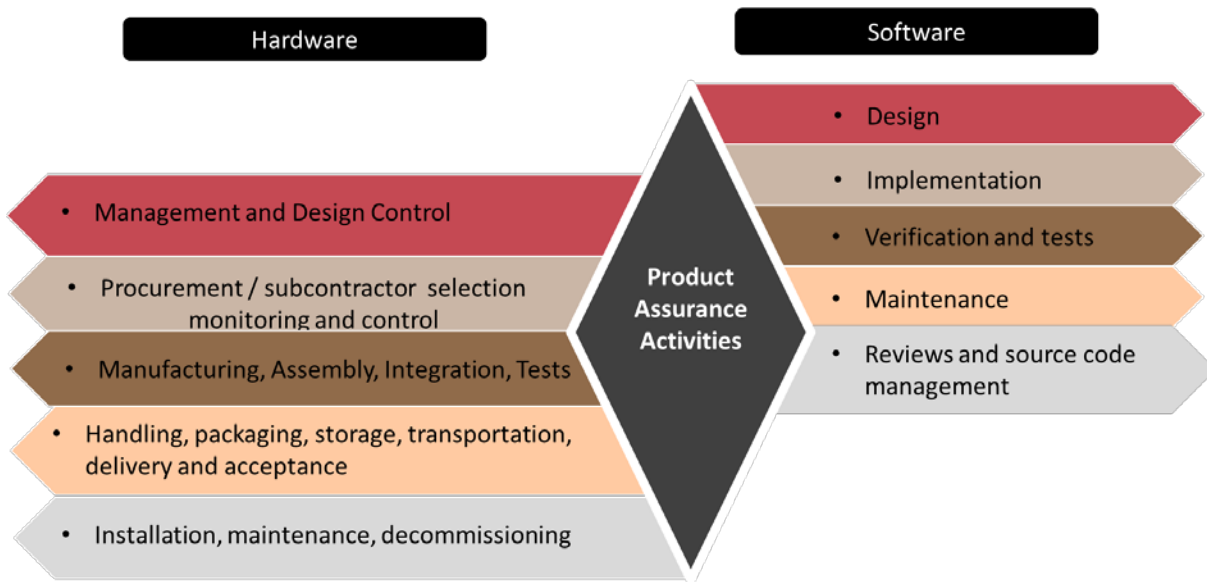 Hardware
Software
• Management and Design Control
• Procurement / subcontractor selection
monitoring and control
• Manufacturing, Assembly, Integration, Tests
• Handling, packaging, storage, transportation,
delivery and acceptance
• Installation, maintenance, decommissioning
Product
Assurance
Activities
• Design
• Implementation
• Verification and tests
• Maintenance
• Reviews and source code
management